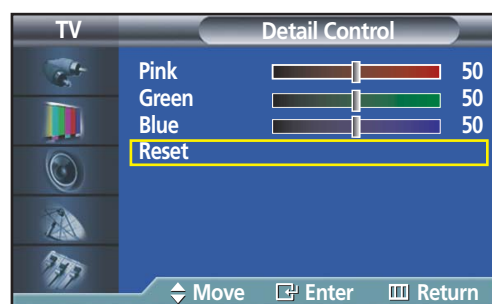 TV Detail Control
Pink 50
Green 50
Blue 50
Reset
Move Enter Return